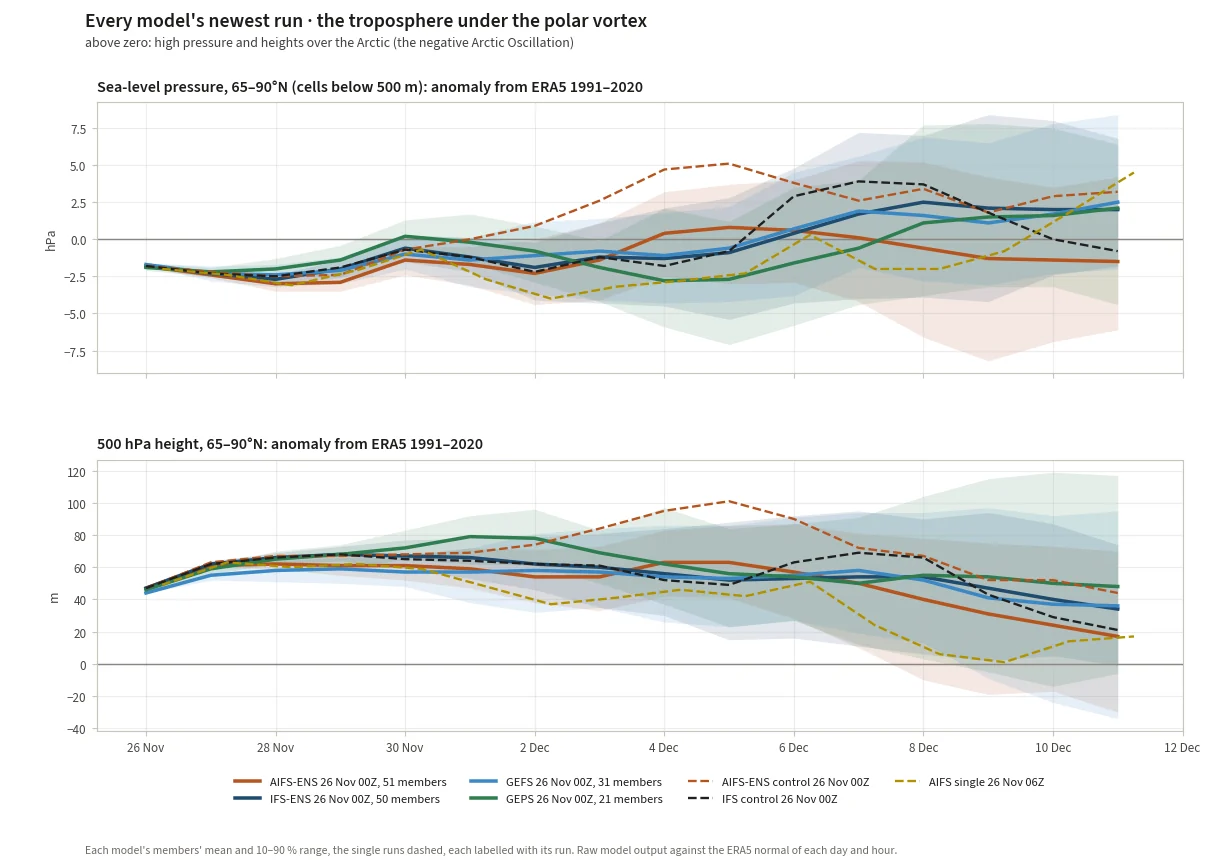 Every model's newest run · the troposphere under the polar vortex
above zero: high pressure and heights over the Arctic (the negative Arctic Oscillation)
Sea-level pressure, 65–90°N (cells below 500 m): anomaly from ERA5 1991–2020
hPa
7.5
5.0
2.5
0.0
−2.5
−5.0
−7.5
500 hPa height, 65–90°N: anomaly from ERA5 1991–2020
m
120
100
80
60
40
20
0
−20
−40
26 Nov 28 Nov 30 Nov 2 Dec 4 Dec 6 Dec 8 Dec 10 Dec 12 Dec
AIFS-ENS 26 Nov 00Z, 51 members GEFS 26 Nov 00Z, 31 members AIFS-ENS control 26 Nov 00Z AIFS single 26 Nov 06Z
IFS-ENS 26 Nov 00Z, 50 members GEPS 26 Nov 00Z, 21 members IFS control 26 Nov 00Z
Each model's members' mean and 10–90 % range, the single runs dashed, each labelled with its run. Raw model output against the ERA5 normal of each day and hour.